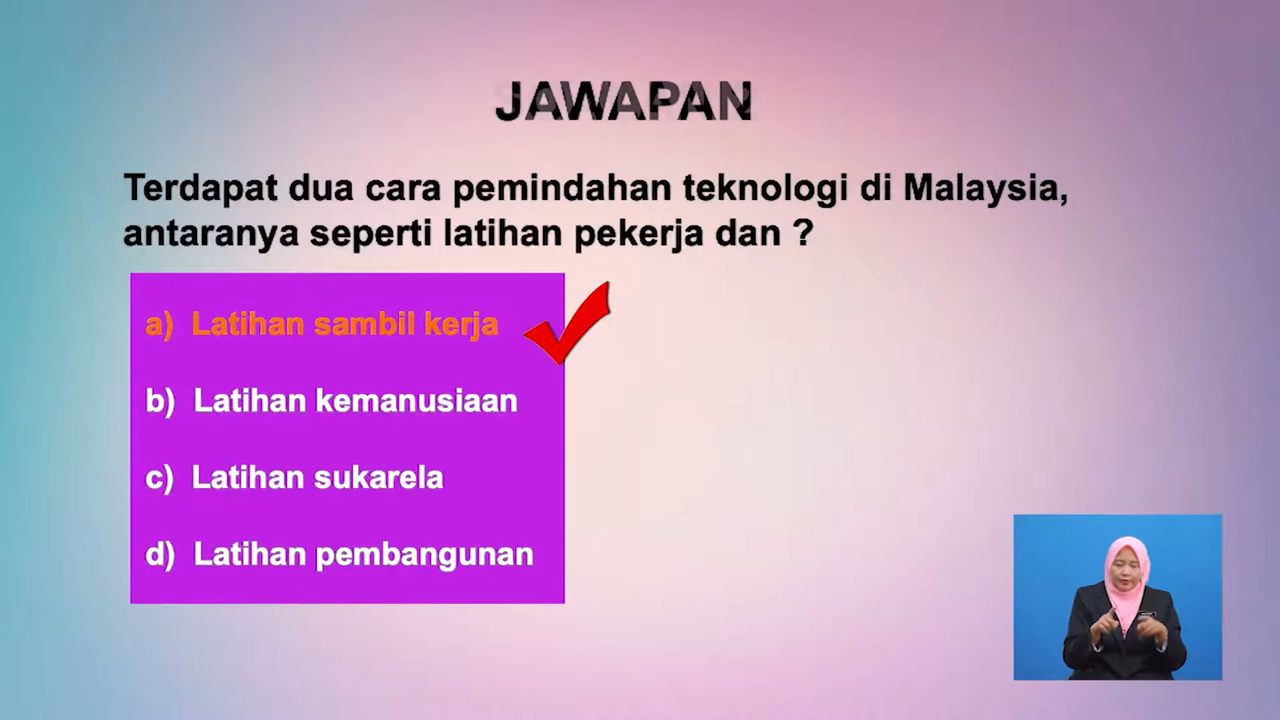 JAWAPAN
Terdapat dua cara pemindahan teknologi di Malaysia,
antaranya seperti latihan pekerja dan ?
a) Latihan sambil kerja
b) Latihan kemanusiaan
c) Latihan sukarela
d) Latihan pembangunan